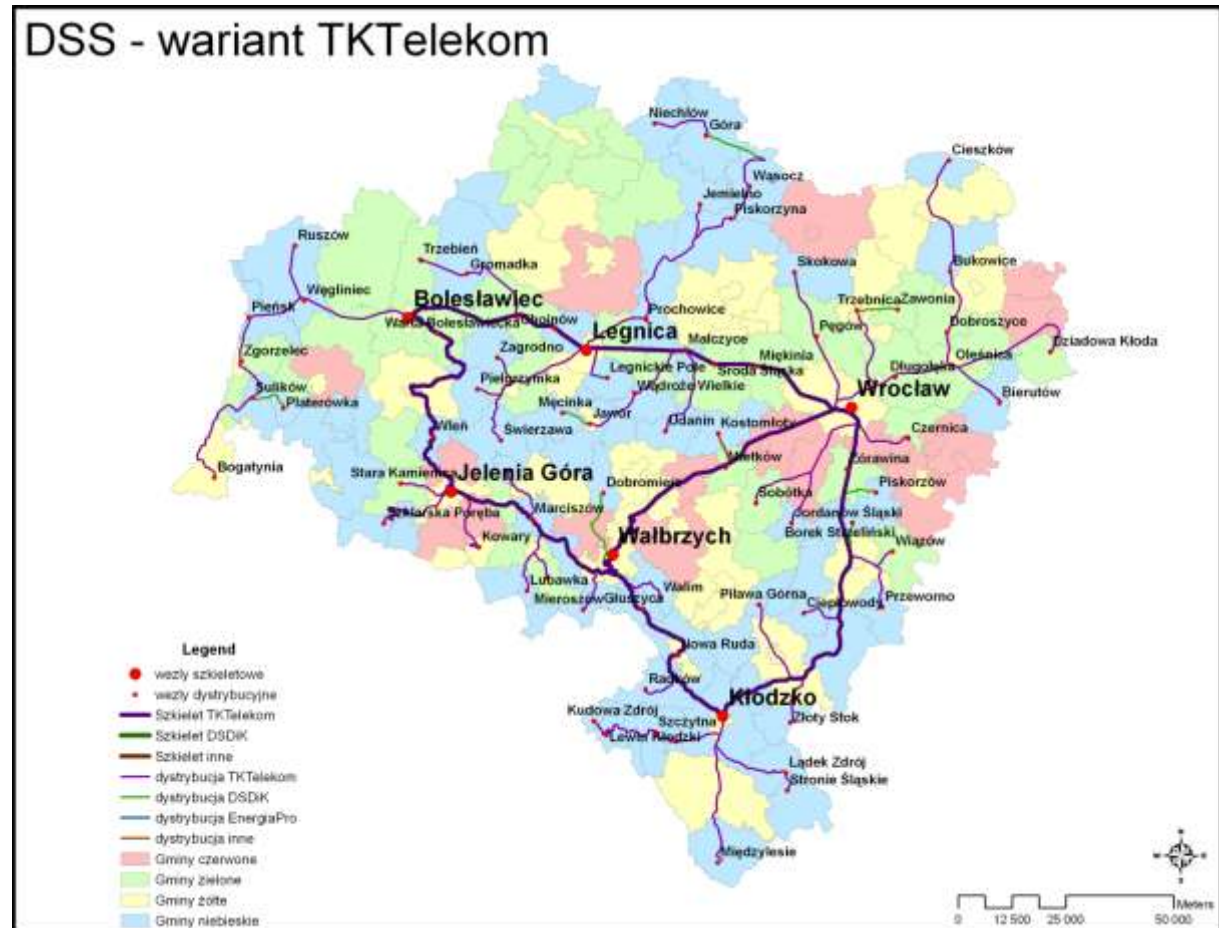 DSS - wariant TKTelekom
Niechlów
Góra
Cieszków
Wąsocz
Jemielno
Piskorzyna
Ruszów
Trzebień
Gromadka
Skokowa
Bukowice
Węgliniec
Pieńsk
Bolesławiec
Trzebnica
Zawonia
Prochowice
Warta Bolesławiecka
Chojnów
Legnica
Pęgów
Dobroszyce
Dziadowa Kłoda
Malczyce
Zgorzelec
Zagrodno
Miękinia
Oleśnica
Legnickie Pole
Środa Śląska
Długołęka
Sulików
Pielgrzymka
Wądroże Wielkie
Wrocław
Bierutów
Platerówka
Męcinka
Jawor
Udanin
Kostomłoty
Czernica
Wleń
Świerzawa
Mietków
Żórawina
Bogatynia
Stara Kamienica
Jelenia Góra
Dobromierz
Sobótka
Piskorzów
Szklarska Poręba
Marciszów
Jordanów Śląski
Borek Strzeliński
Kowary
Wałbrzych
Wiązów
Lubawka
Walim
Mieroszów
Głuszyca
Piława Górna
Ciepłowody
Przeworno
Nowa Ruda
Radków
Kłodzko
Kudowa Zdrój
Szczytna
Złoty Stok
Lewin Kłodzki
Lądek Zdrój
Stronie Śląskie
Międzylesie
Legend
wezly szkieletowe
wezly dystrybucyjne
Szkielet TKTelekom
Szkielet DSDiK
Szkielet inne
dystrybucja TKTelekom
dystrybucja DSDiK
dystrybucja EnergiaPro
dystrybucja inne
Gminy czerwone
Gminy zielone
Gminy żółte
Gminy niebieskie
Meters
0 12 500 25 000 50 000